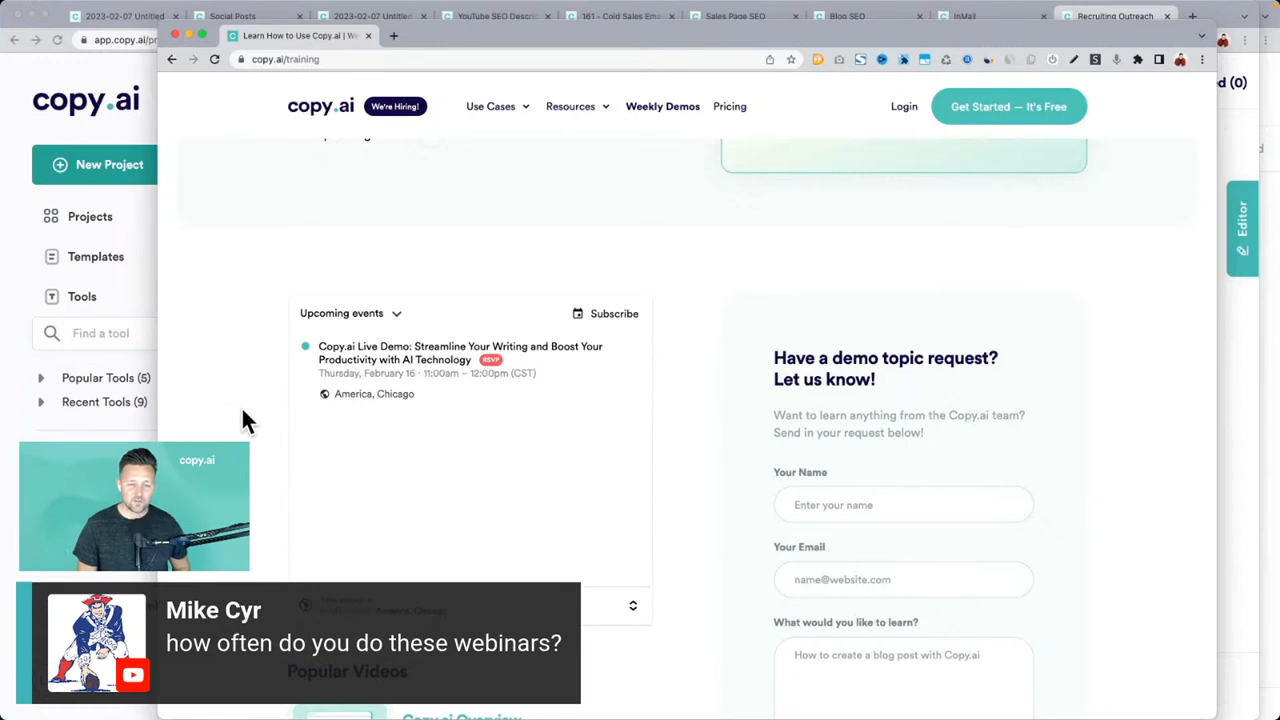 2023-02-07 Untitled
Social Posts
2023-02-07 Untitled
YouTube SEO Descri
161 - Cold Sales Ema
Sales Page SEO
Blog SEO
InMail
Recruiting Outreach
app.copy.ai/pr
Learn How to Use Copy.ai | We
copy.ai/training
copy.ai
New Project
Projects
Templates
Tools
Find a tool
Popular Tools (5)
Recent Tools (9)
copy.ai
We're Hiring!
Use Cases
Resources
Weekly Demos
Pricing
Login
Get Started — It's Free
d (0)
Editor
Upcoming events
Subscribe
Copy.ai Live Demo: Streamline Your Writing and Boost Your
Productivity with AI Technology RSVP
Thursday, February 16 · 11:00am – 12:00pm (CST)
America, Chicago
Have a demo topic request?
Let us know!
Want to learn anything from the Copy.ai team?
Send in your request below!
Your Name
Enter your name
Your Email
name@website.com
What would you like to learn?
How to create a blog post with Copy.ai
copy.ai
Mike Cyr
how often do you do these webinars?
America, Chicago
Popular Videos
Copy.ai Overview